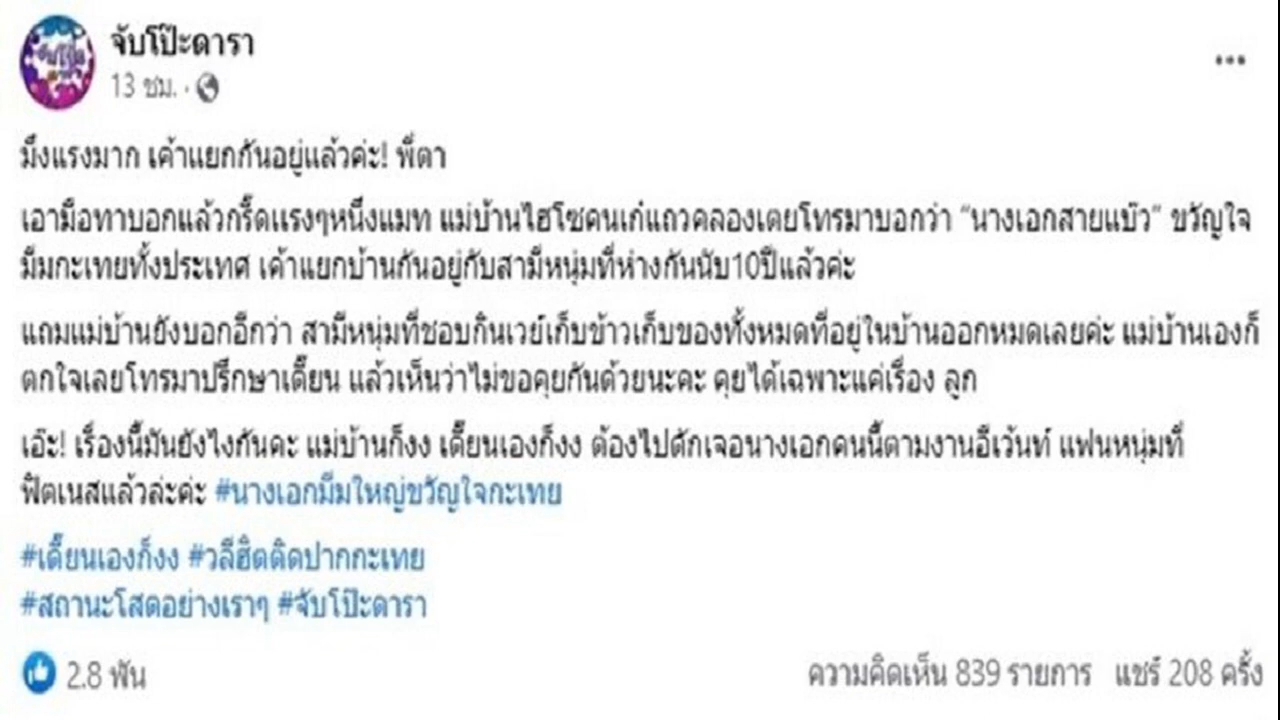 จับโป๊ะดารา
13 ชม. ·
มึงแรงมาก เค้าแยกกันอยู่แล้วค่ะ! พี่ตา
เอามือทาบอกแล้วกรี๊ดแรงๆหนึ่งแมท แม่บ้านไฮโซคนเก่แถวคลองเตยโทรมาบอกว่า “นางเอกสายแบ๊ว” ขวัญใจ
มีมกะเทยทั้งประเทศ เค้าแยกบ้านกันอยู่กับสามีหนุ่มที่ห่างกันนับ10ปีแล้วค่ะ
แถมแม่บ้านยังบอกอีกว่า สามีหนุ่มที่ชอบกินเวย์เก็บข้าวเก็บของทั้งหมดที่อยู่ในบ้านออกหมดเลยค่ะ แม่บ้านเองก็
ตกใจเลยโทรมาปรึกษาเดี๊ยน แล้วเห็นว่าไม่ขอคุยกันด้วยนะคะ คุยได้เฉพาะแค่เรื่อง ลูก
เอ๊ะ! เรื่องนี้มันยังไงกันคะ แม่บ้านก็งง เดี๊ยนเองก็งง ต้องไปดักเจอนางเอกคนนี้ตามงานอีเว้นท์ แฟนหนุ่มที่
ฟิตเนสแล้วล่ะค่ะ #นางเอกมีมใหญ่ขวัญใจกะเทย
#เดี๊ยนเองก็งง #วลีฮิตติดปากกะเทย
#สถานะโสดอย่างเราๆ #จับโป๊ะดารา
2.8 พัน
ความคิดเห็น 839 รายการ แชร์ 208 ครั้ง